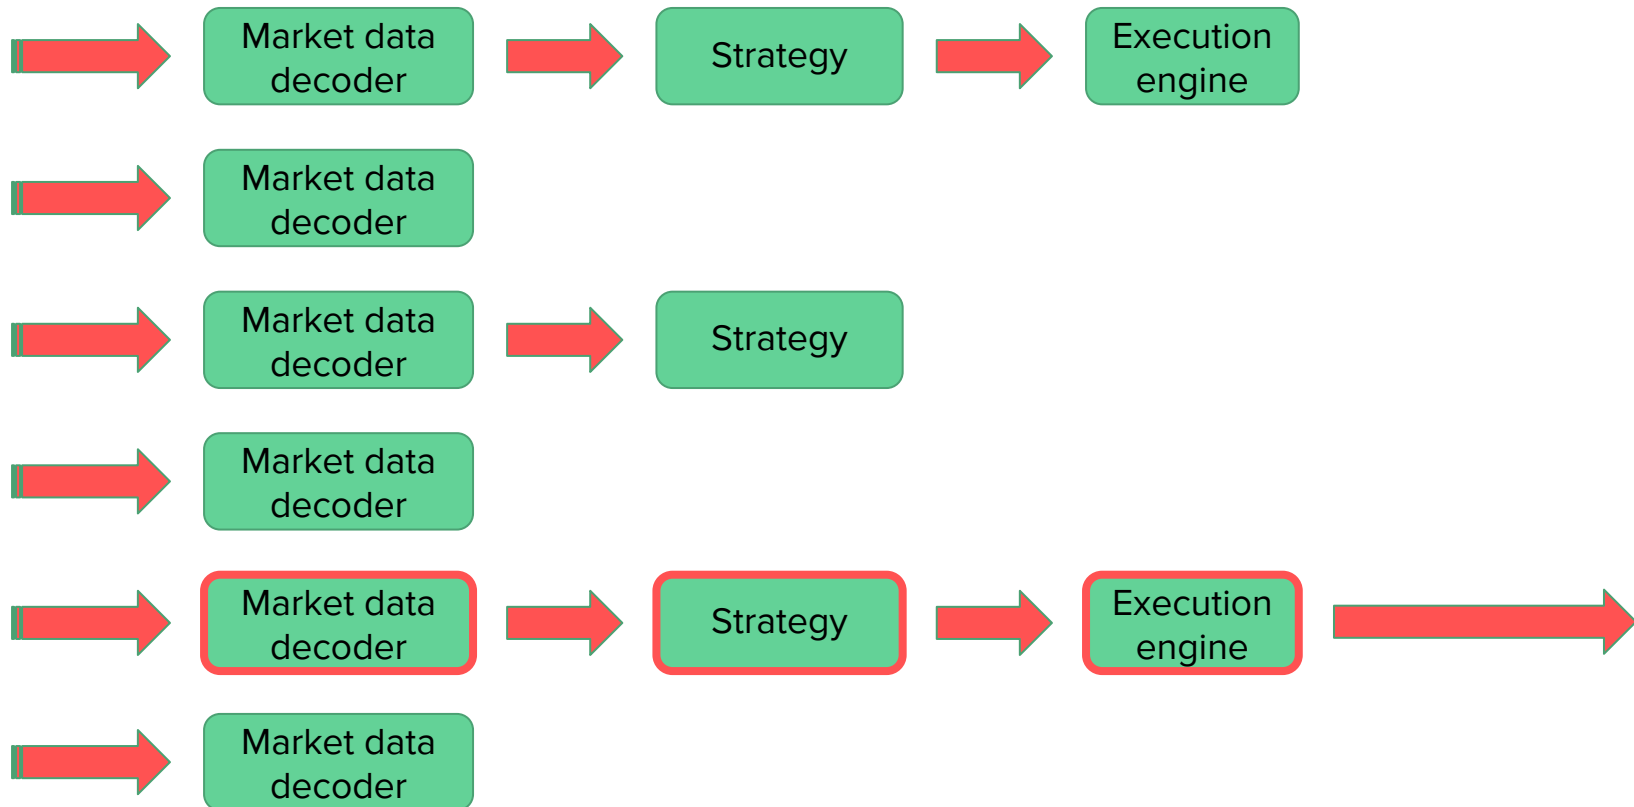 Market data
decoder
Strategy
Execution
engine
Market data
decoder
Market data
decoder
Strategy
Market data
decoder
Market data
decoder
Strategy
Execution
engine
Market data
decoder